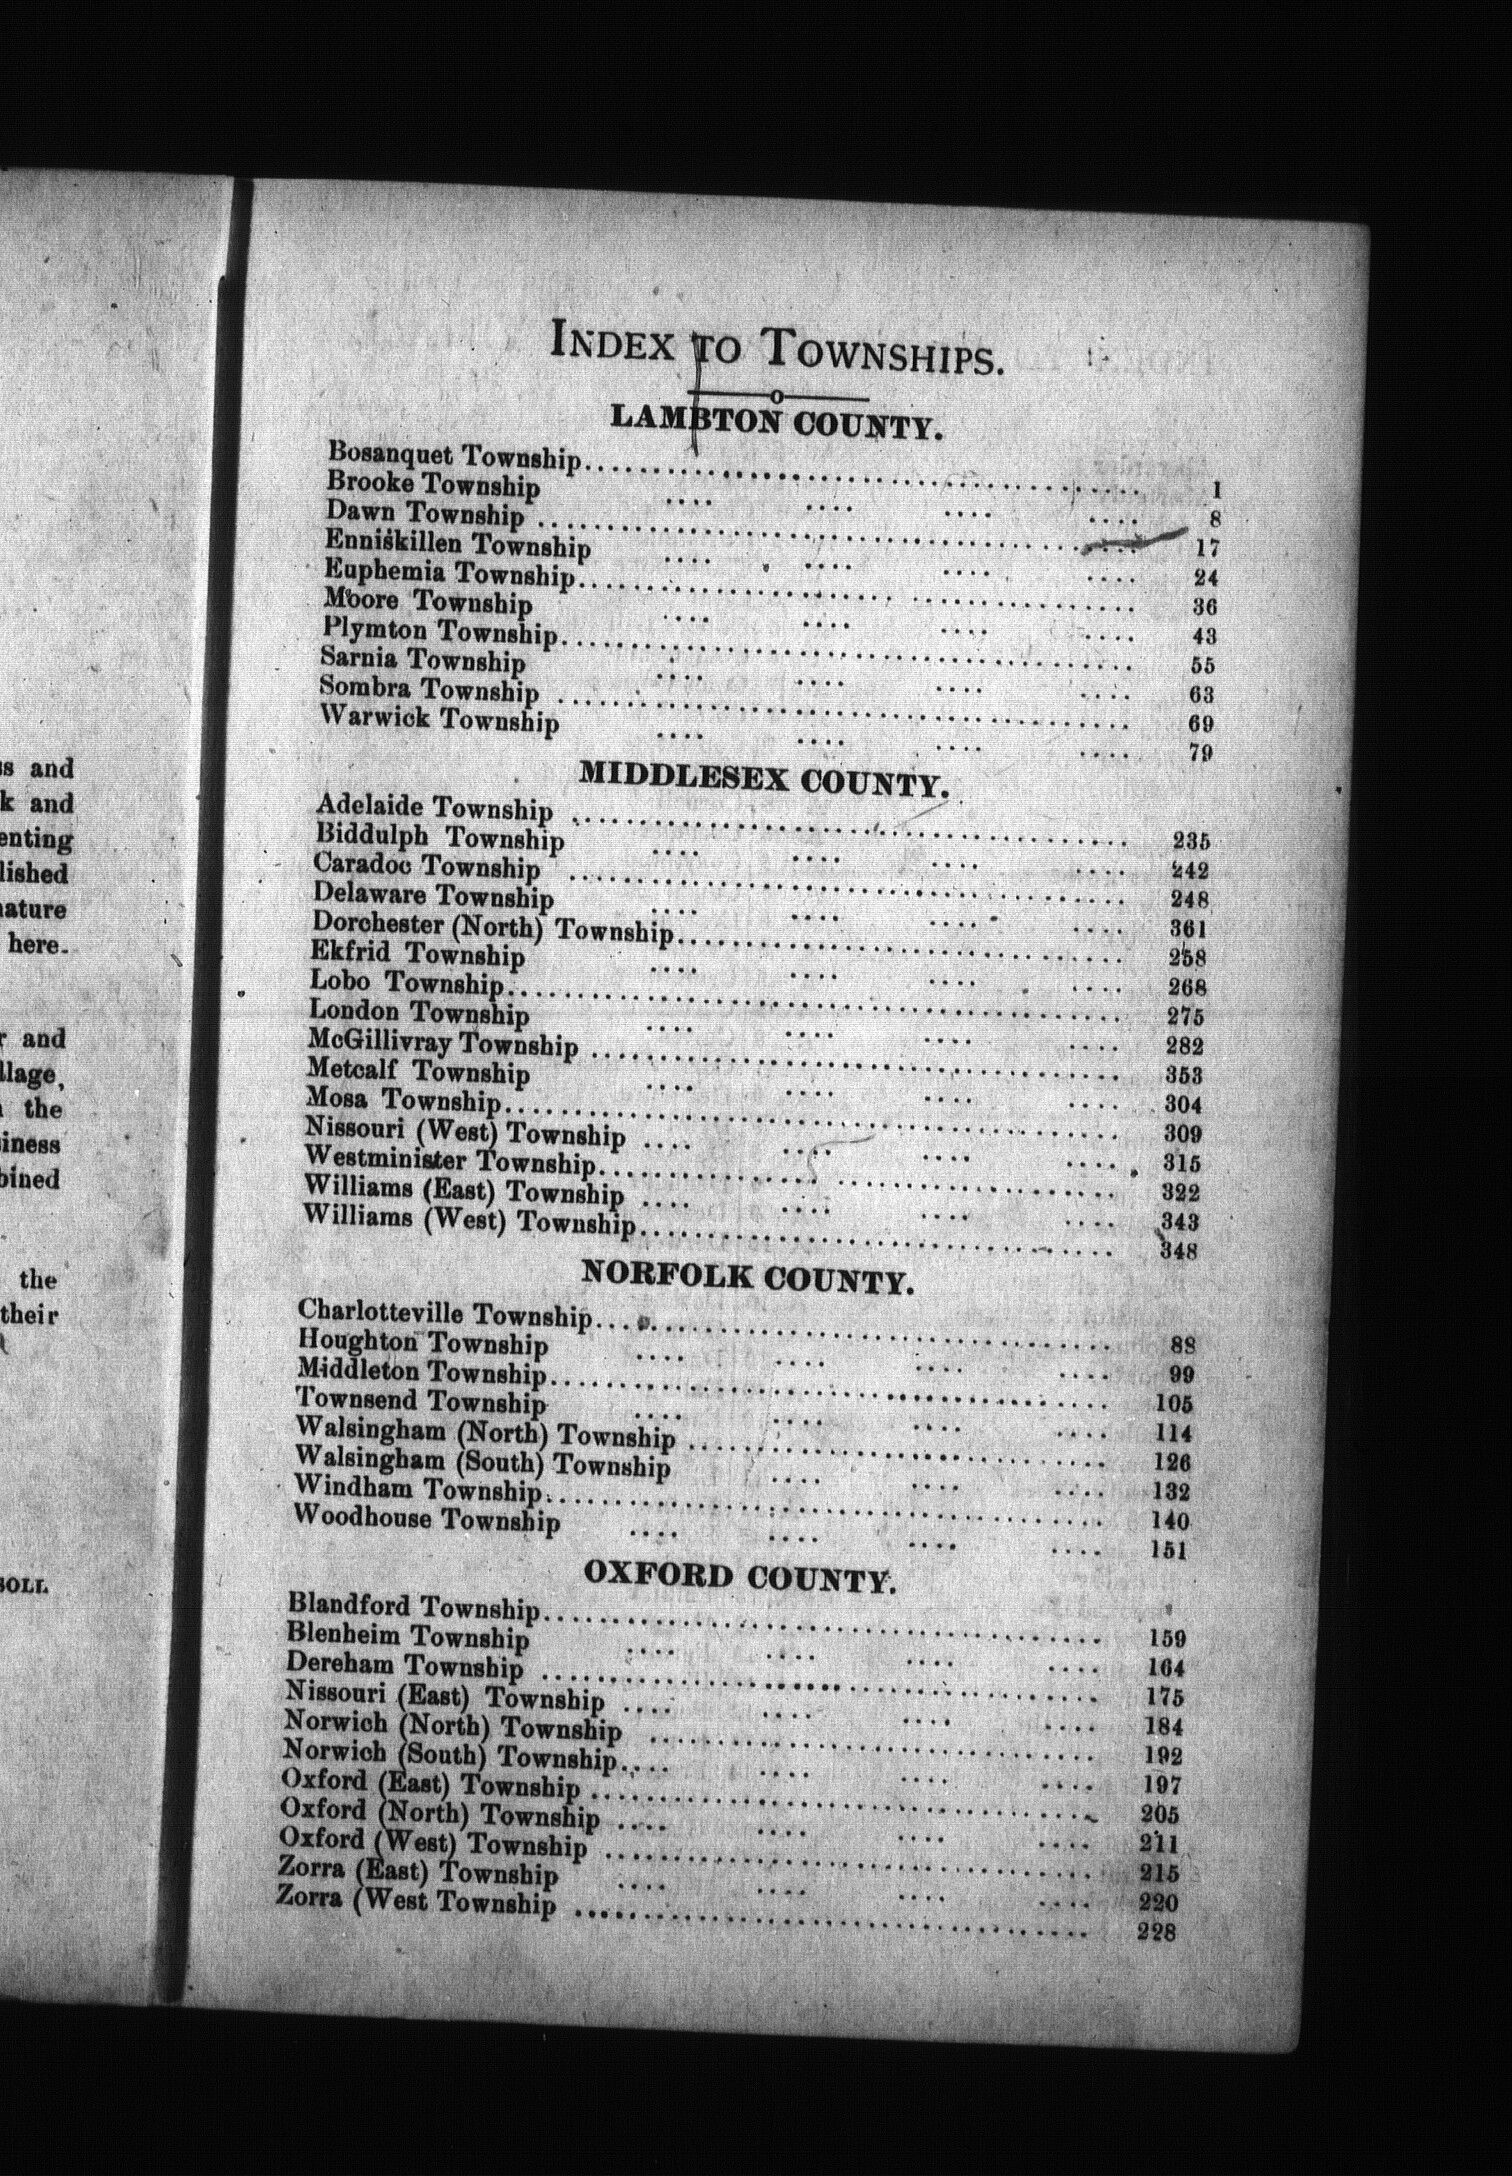 and
k and
here.
and
the
the
their
INDEX TO TOWNSHIPS.
LAMBTON COUNTY.
Bosanquet Township........ 1
Brooke Township .... .... .... .... 8
Dawn Township ........ 17
Enniskillen Township .... .... .... .... 24
Euphemia Township........ 36
Moore Township .... .... .... .... 43
Plymton Township........ 55
Sarnia Township .... .... .... .... 63
Sombra Township ........ 69
Warwick Township .... .... .... .... 79
MIDDLESEX COUNTY.
Adelaide Township ........ 235
Biddulph Township .... .... .... .... 242
Caradoc Township ........ 248
Delaware Township .... .... .... .... 361
Dorchester (North) Township........ 258
Ekfrid Township .... .... .... .... 268
Lobo Township........ 275
London Township .... .... .... .... 282
McGillivray Township ........ 353
Metcalf Township .... .... .... .... 304
Mosa Township........ 309
Nissouri (West) Township .... .... .... .... 315
Westminister Township........ 322
Williams (East) Township .... .... .... .... 343
Williams (West) Township........ 348
NORFOLK COUNTY.
Charlotteville Township........ 88
Houghton Township .... .... .... .... 99
Middleton Township........ 105
Townsend Township .... .... .... .... 114
Walsingham (North) Township ........ 126
Walsingham (South) Township .... .... .... 132
Windham Township........ 140
Woodhouse Township .... .... .... .... 151
OXFORD COUNTY.
Blandford Township........ 159
Blenheim Township .... .... .... .... 164
Dereham Township ........ 175
Nissouri (East) Township .... .... .... .... 184
Norwich (North) Township ........ 192
Norwich (South) Township.... .... .... .... 197
Oxford (East) Township ........ 205
Oxford (North) Township .... .... .... .... 211
Oxford (West) Township ........ 215
Zorra (East) Township .... .... .... .... 220
Zorra (West Township ........ 228